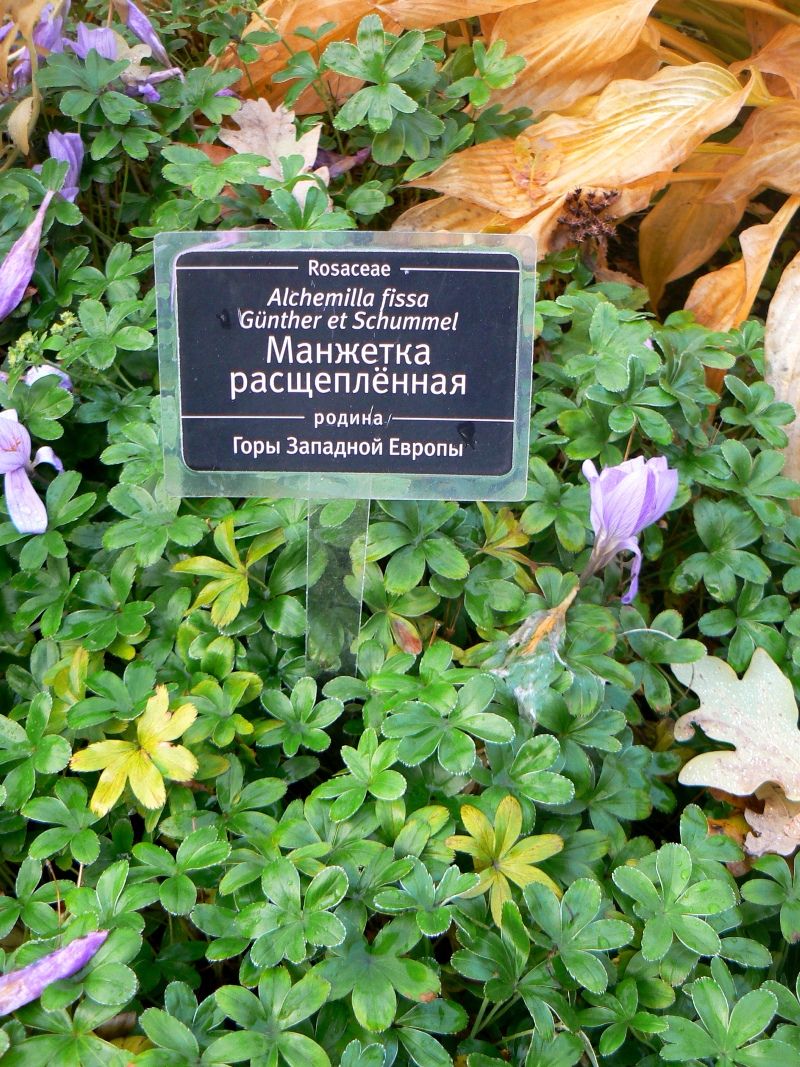 Rosaceae
Alchemilla fissa
Günther et Schummel
Манжетка
расщеплённая
родина
Горы Западной Европы